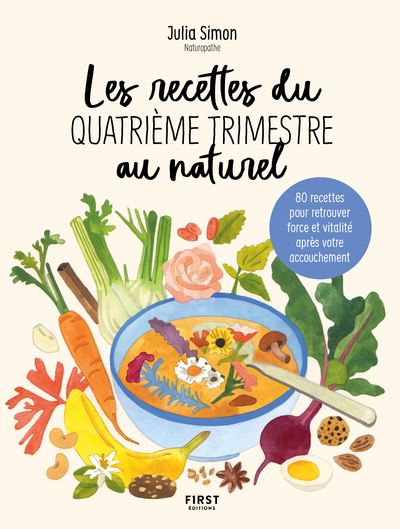 Julia Simon
Naturopathe
Les recettes du
QUATRIÈME TRIMESTRE
au naturel
80 recettes
pour retrouver
force et vitalité
après votre
accouchement
FIRST
ÉDITIONS